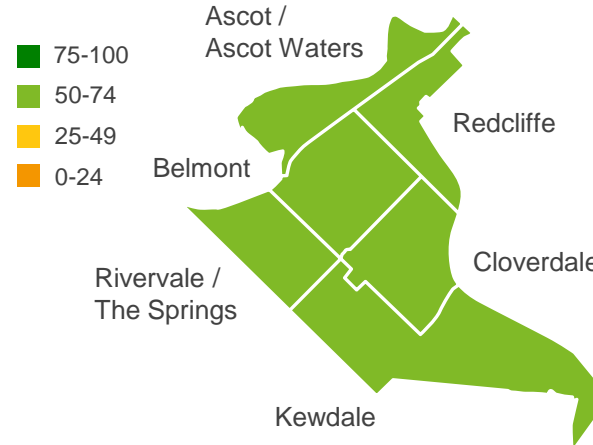 Ascot /
Ascot Waters
75-100
50-74
25-49
0-24
Redcliffe
Belmont
Cloverdale
Rivervale /
The Springs
Kewdale